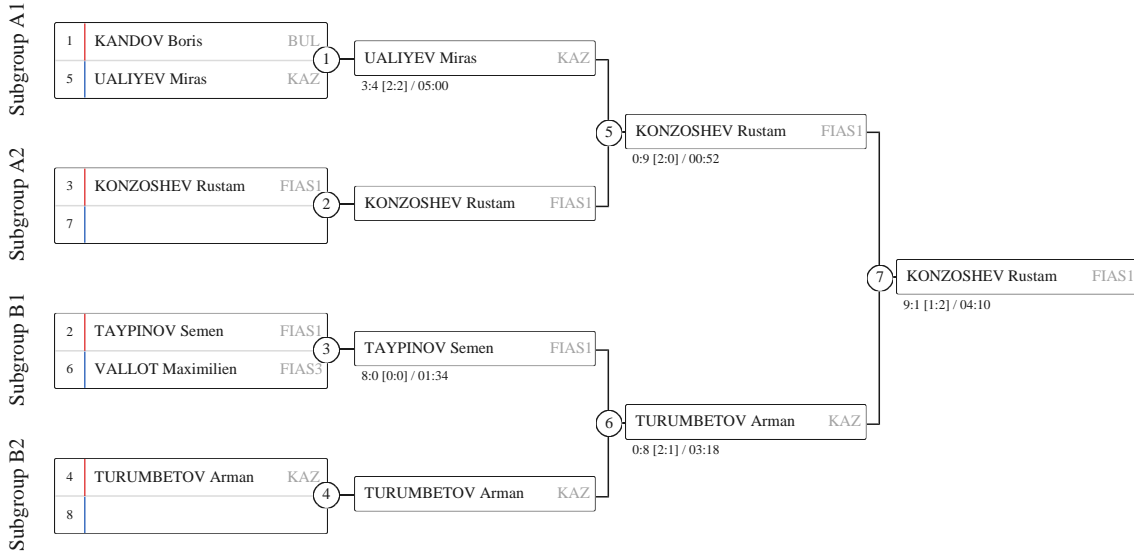 Subgroup A1
1 KANDOV Boris BUL
5 UALIYEV Miras KAZ
1
UALIYEV Miras KAZ
3:4 [2:2] / 05:00
5
KONZOSHEV Rustam FIAS1
0:9 [2:0] / 00:52
Subgroup A2
3 KONZOSHEV Rustam FIAS1
7
2
KONZOSHEV Rustam FIAS1
7
KONZOSHEV Rustam FIAS1
9:1 [1:2] / 04:10
Subgroup B1
2 TAYPINOV Semen FIAS1
6 VALLOT Maximilien FIAS3
3
TAYPINOV Semen FIAS1
8:0 [0:0] / 01:34
6
TURUMBETOV Arman KAZ
0:8 [2:1] / 03:18
Subgroup B2
4 TURUMBETOV Arman KAZ
8
4
TURUMBETOV Arman KAZ